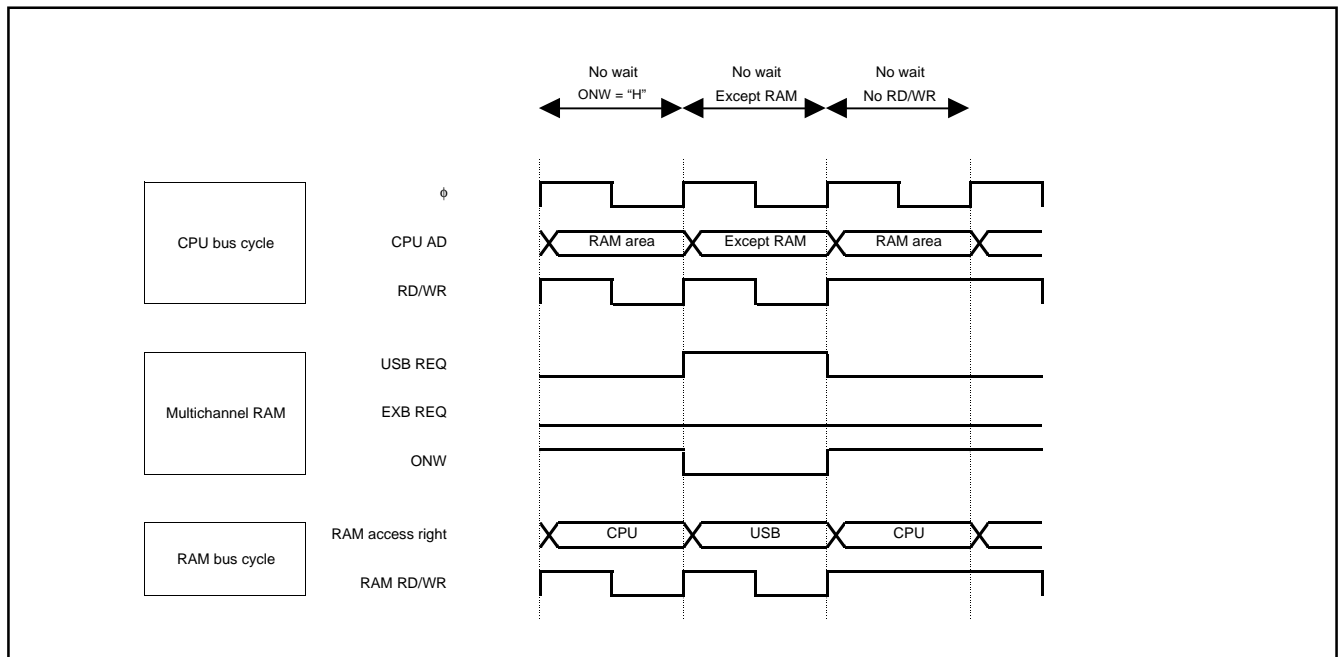 No wait No wait No wait
ONW = “H” Except RAM No RD/WR
ϕ
CPU bus cycle
CPU AD RAM area Except RAM RAM area
RD/WR
USB REQ
Multichannel RAM
EXB REQ
ONW
RAM access right CPU USB CPU
RAM bus cycle
RAM RD/WR